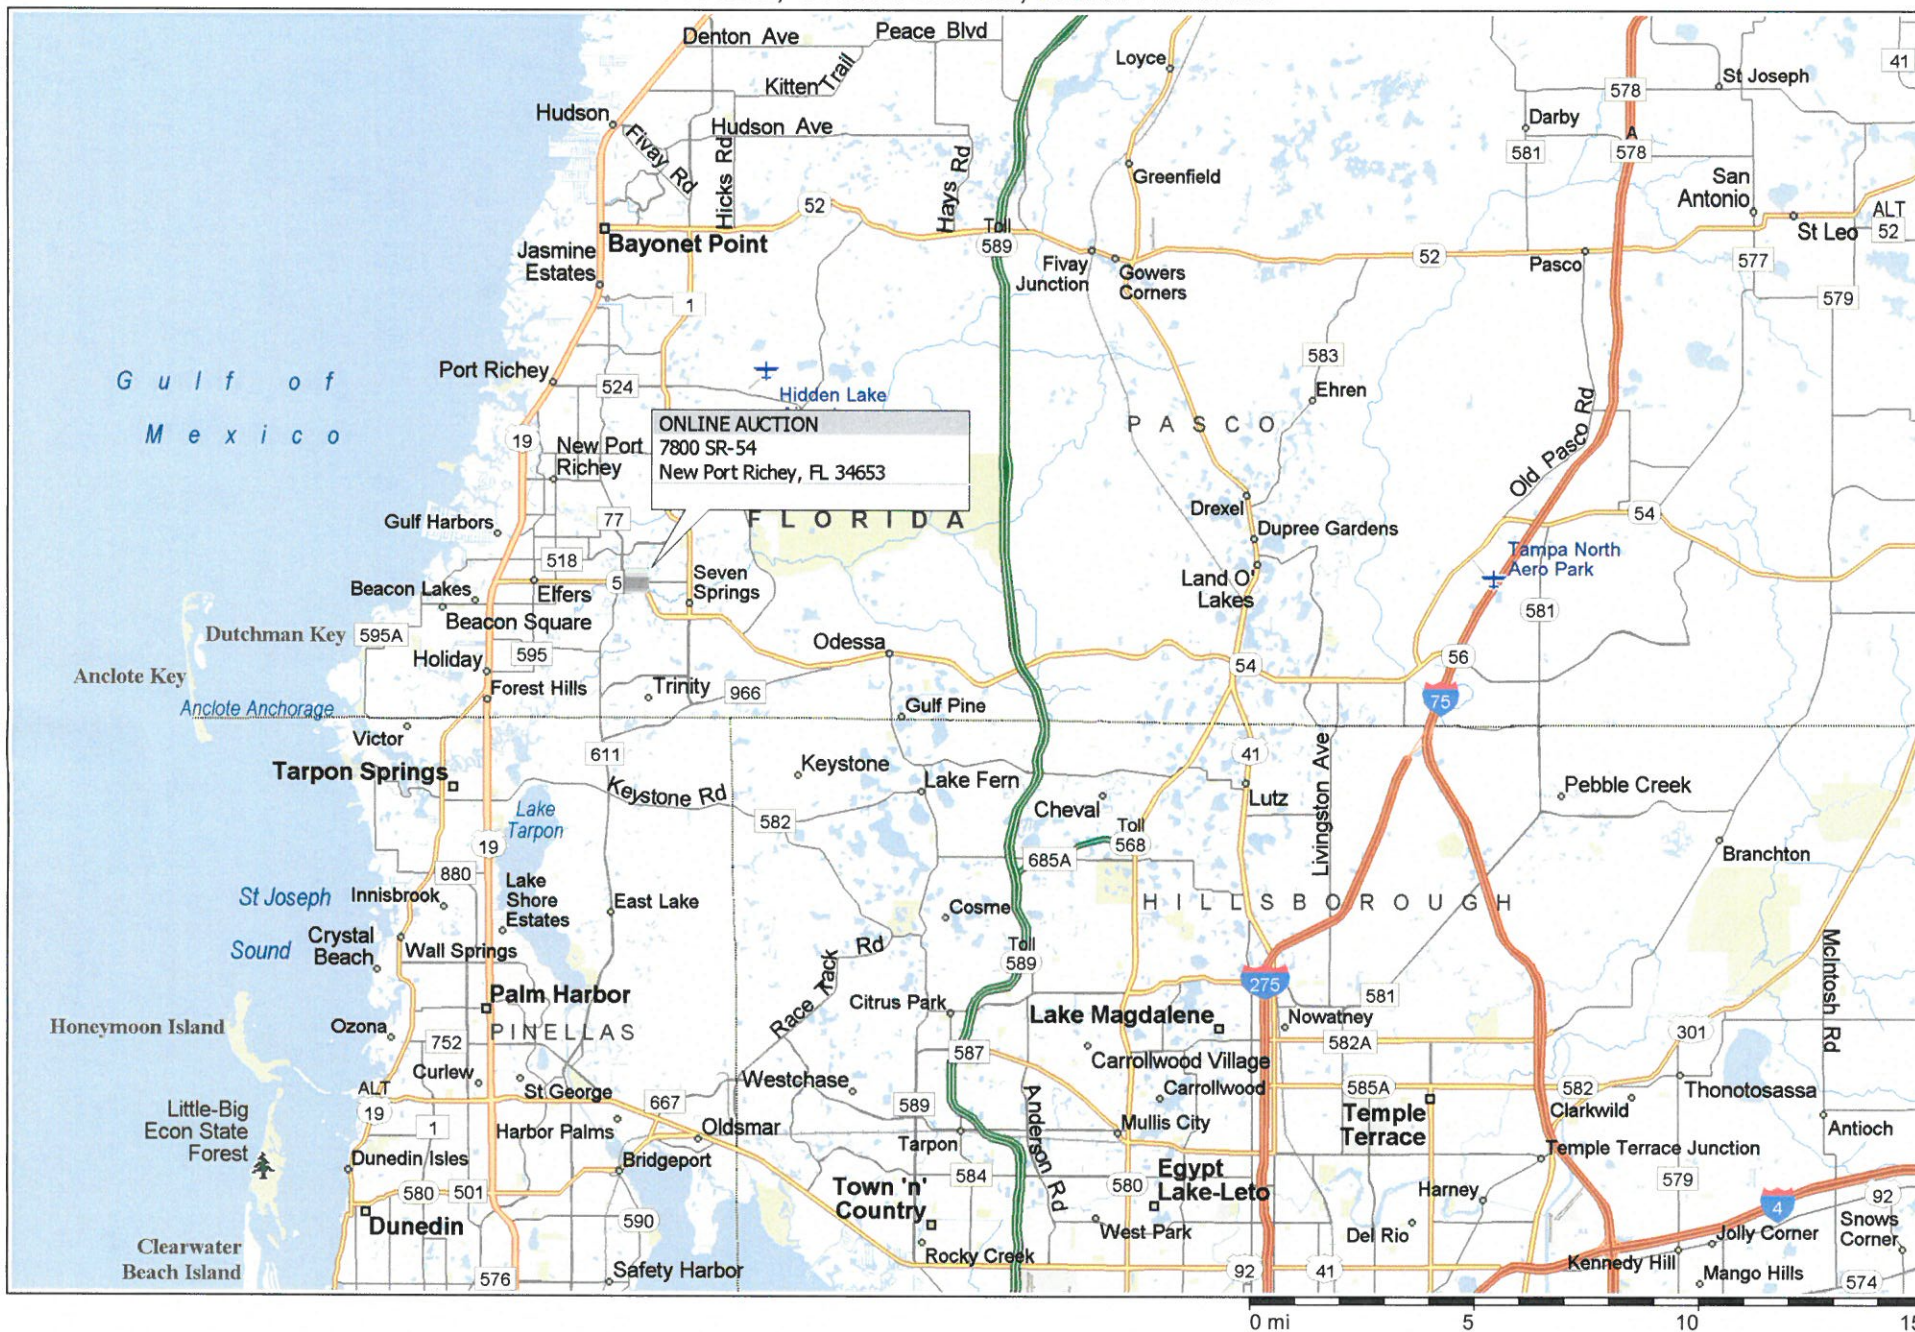 Denton Ave
Peace Blvd
Loyce
41
Kitten Trail
St Joseph
578
Hudson
Hudson Ave
Darby
A
Fivay Rd
Hicks Rd
Hays Rd
581
578
Greenfield
San
Antonio
52
ALT
52
Toll
589
St Leo
Bayonet Point
Jasmine
Estates
Fivay
Junction
Gowers
Corners
52
Pasco
577
579
1
583
Gulf of
Mexico
Port Richey
524
Hidden Lake
Ehren
ONLINE AUCTION
7800 SR-54
New Port Richey, FL 34653
PASCO
Old Pasco Rd
19
New Port
Richey
Drexel
54
Gulf Harbors
77
FLORIDA
Dupree Gardens
518
Tampa North
Aero Park
Beacon Lakes
Elfers
5
Seven
Springs
Land O'
Lakes
581
Beacon Square
Dutchman Key
595A
Odessa
Holiday
595
54
56
Anclote Key
Forest Hills
Trinity
966
75
Anclote Anchorage
Gulf Pine
Victor
611
41
Livingston Ave
Tarpon Springs
Keystone
Keystone Rd
Lake Fern
Cheval
Lutz
Pebble Creek
Lake
Tarpon
582
Toll
568
19
685A
Branchton
880
St Joseph
Sound
Innisbrook
Lake
Shore
Estates
East Lake
Cosme
HILLSBOROUGH
Crystal
Beach
Wall Springs
Race Track Rd
Toll
589
McIntosh Rd
Palm Harbor
Citrus Park
275
581
Honeymoon Island
Ozona
PINELLAS
Lake Magdalene
Nowatney
301
752
587
582A
Carrollwood Village
Curlew
St George
Westchase
Carrollwood
585A
582
Thonotosassa
ALT
19
667
589
Anderson Rd
Temple
Terrace
Clarkwild
Little-Big
Econ State
Forest
1
Harbor Palms
Oldsmar
Tarpon
Mullis City
Antioch
Temple Terrace Junction
Dunedin Isles
Bridgeport
584
Egypt
Lake-Leto
579
580
501
Town 'n'
Country
580
Harney
4
92
Dunedin
590
West Park
Del Rio
Snows
Corner
Jolly Corner
Clearwater
Beach Island
Rocky Creek
Kennedy Hill
576
Safety Harbor
92
41
Mango Hills
574
0 mi
5
10